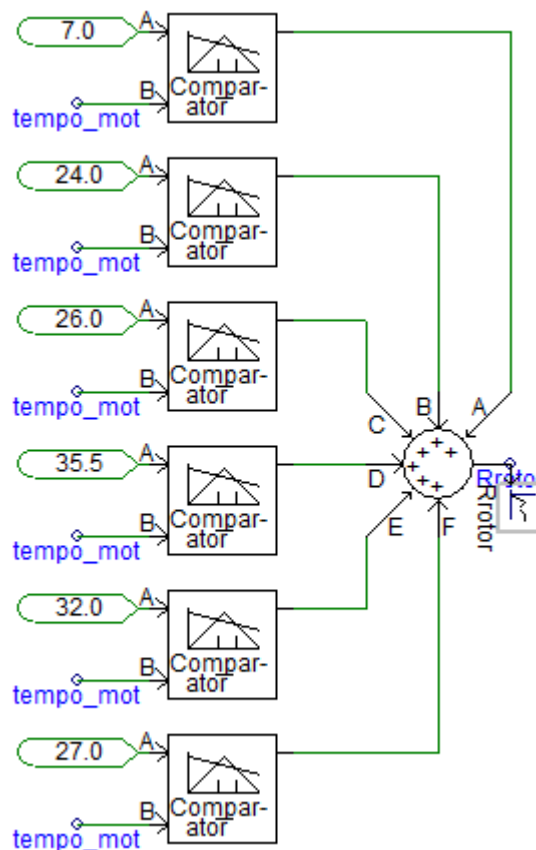 7.0
A
Compar-
ator
B
tempo_mot
24.0
A
Compar-
ator
B
tempo_mot
26.0
A
Compar-
ator
B
tempo_mot
C
B
A
35.5
A
Compar-
ator
B
tempo_mot
D
E
F
Rroto
Rrotor
32.0
A
Compar-
ator
B
tempo_mot
27.0
A
Compar-
ator
B
tempo_mot